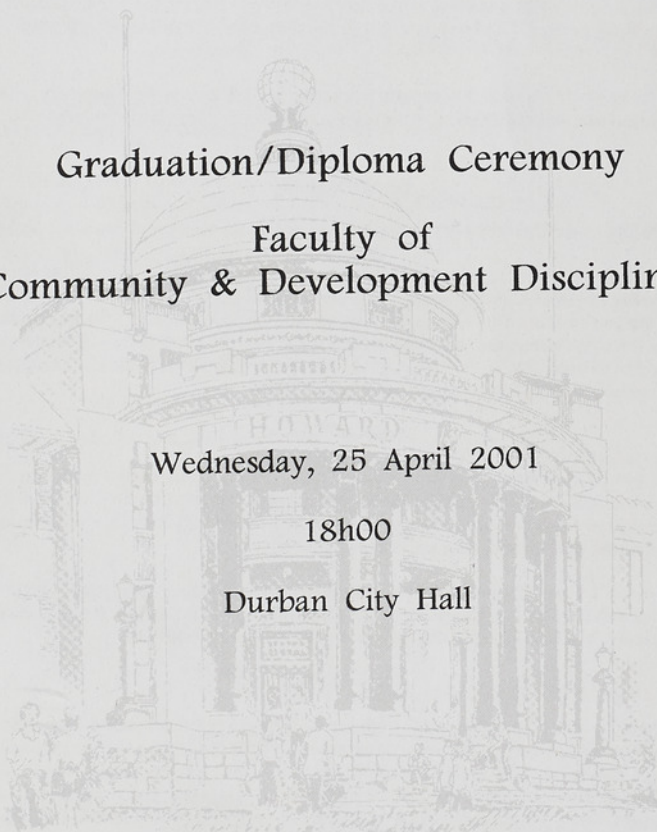 Graduation/Diploma Ceremony
Faculty of
Community & Development Disciplin
HOWARD
Wednesday, 25 April 2001
18h00
Durban City Hall